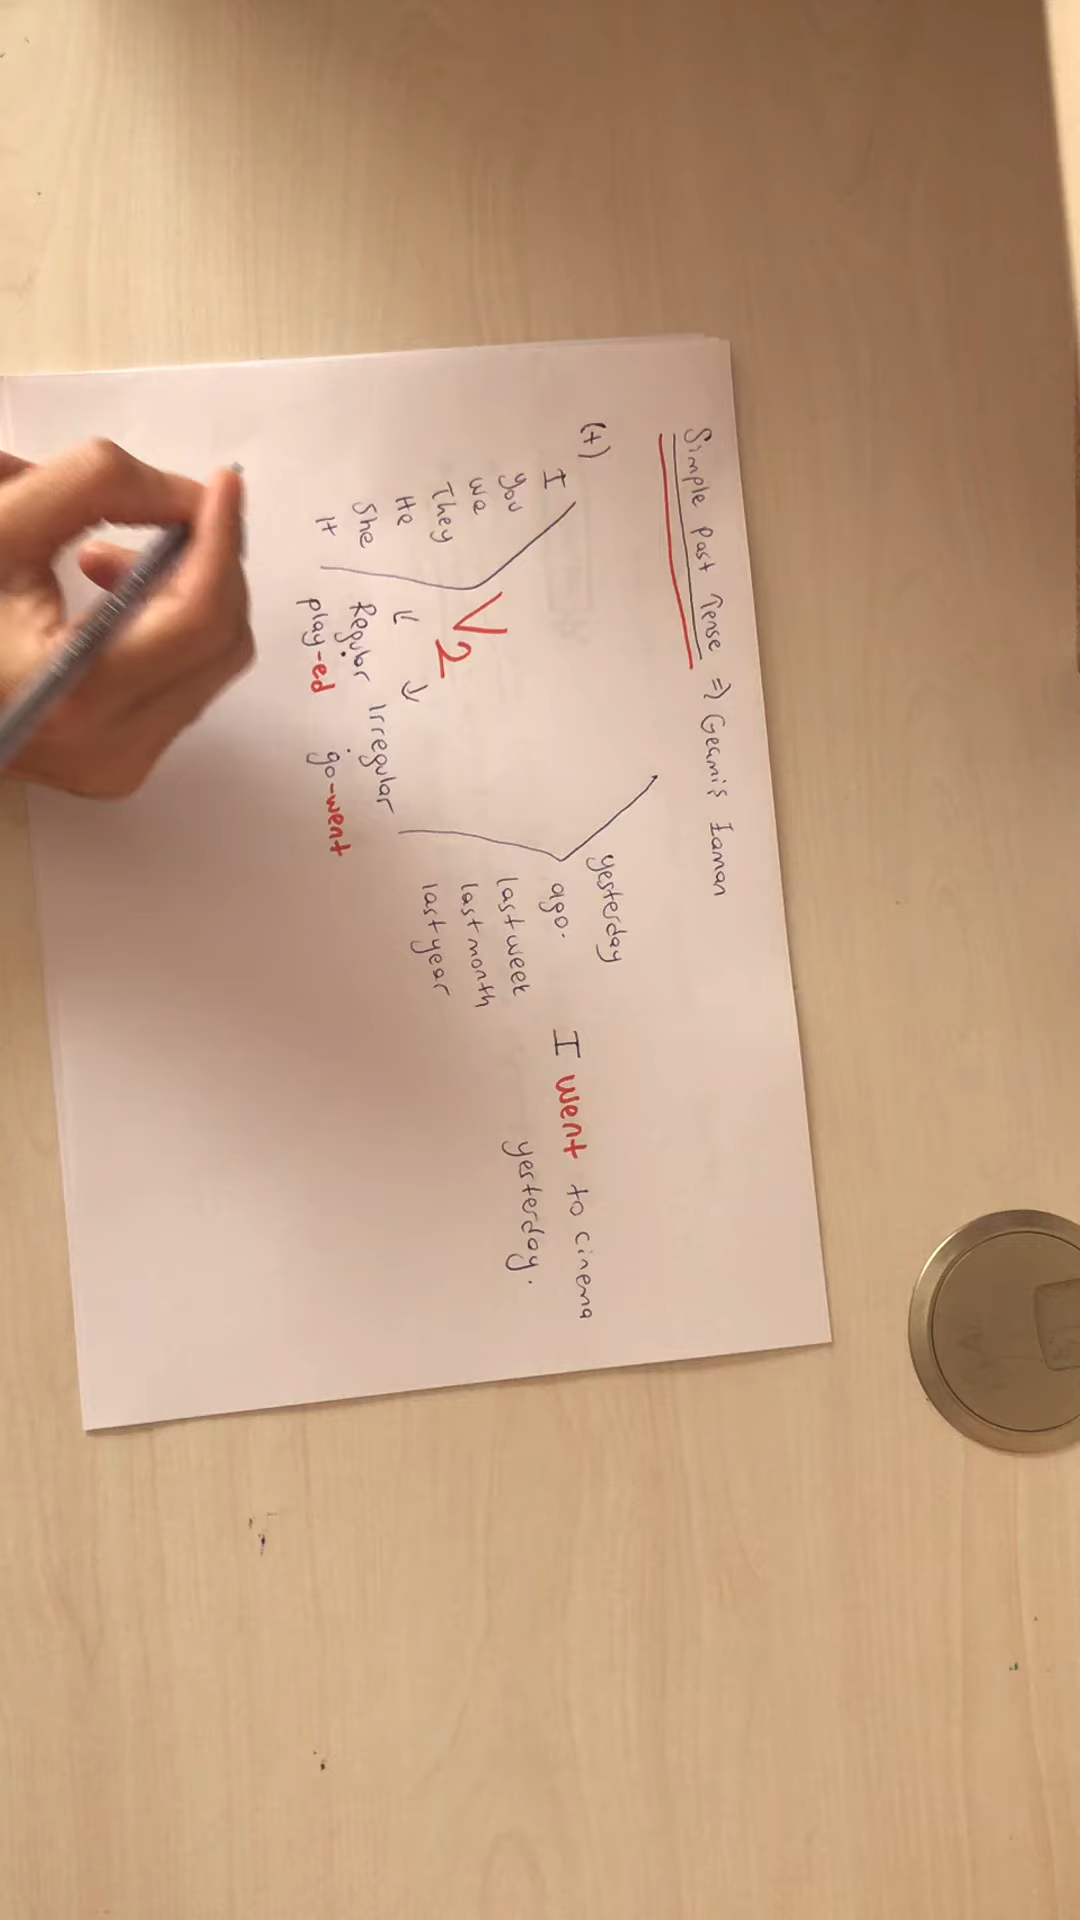 Simple Past Tense => Geçmiş Zaman
(+)
I
you
we
They
He
She
It
V2
Regular
play-ed
Irregular
go-went
yesterday
ago.
last week
last month
last year
I went to cinema
yesterday.